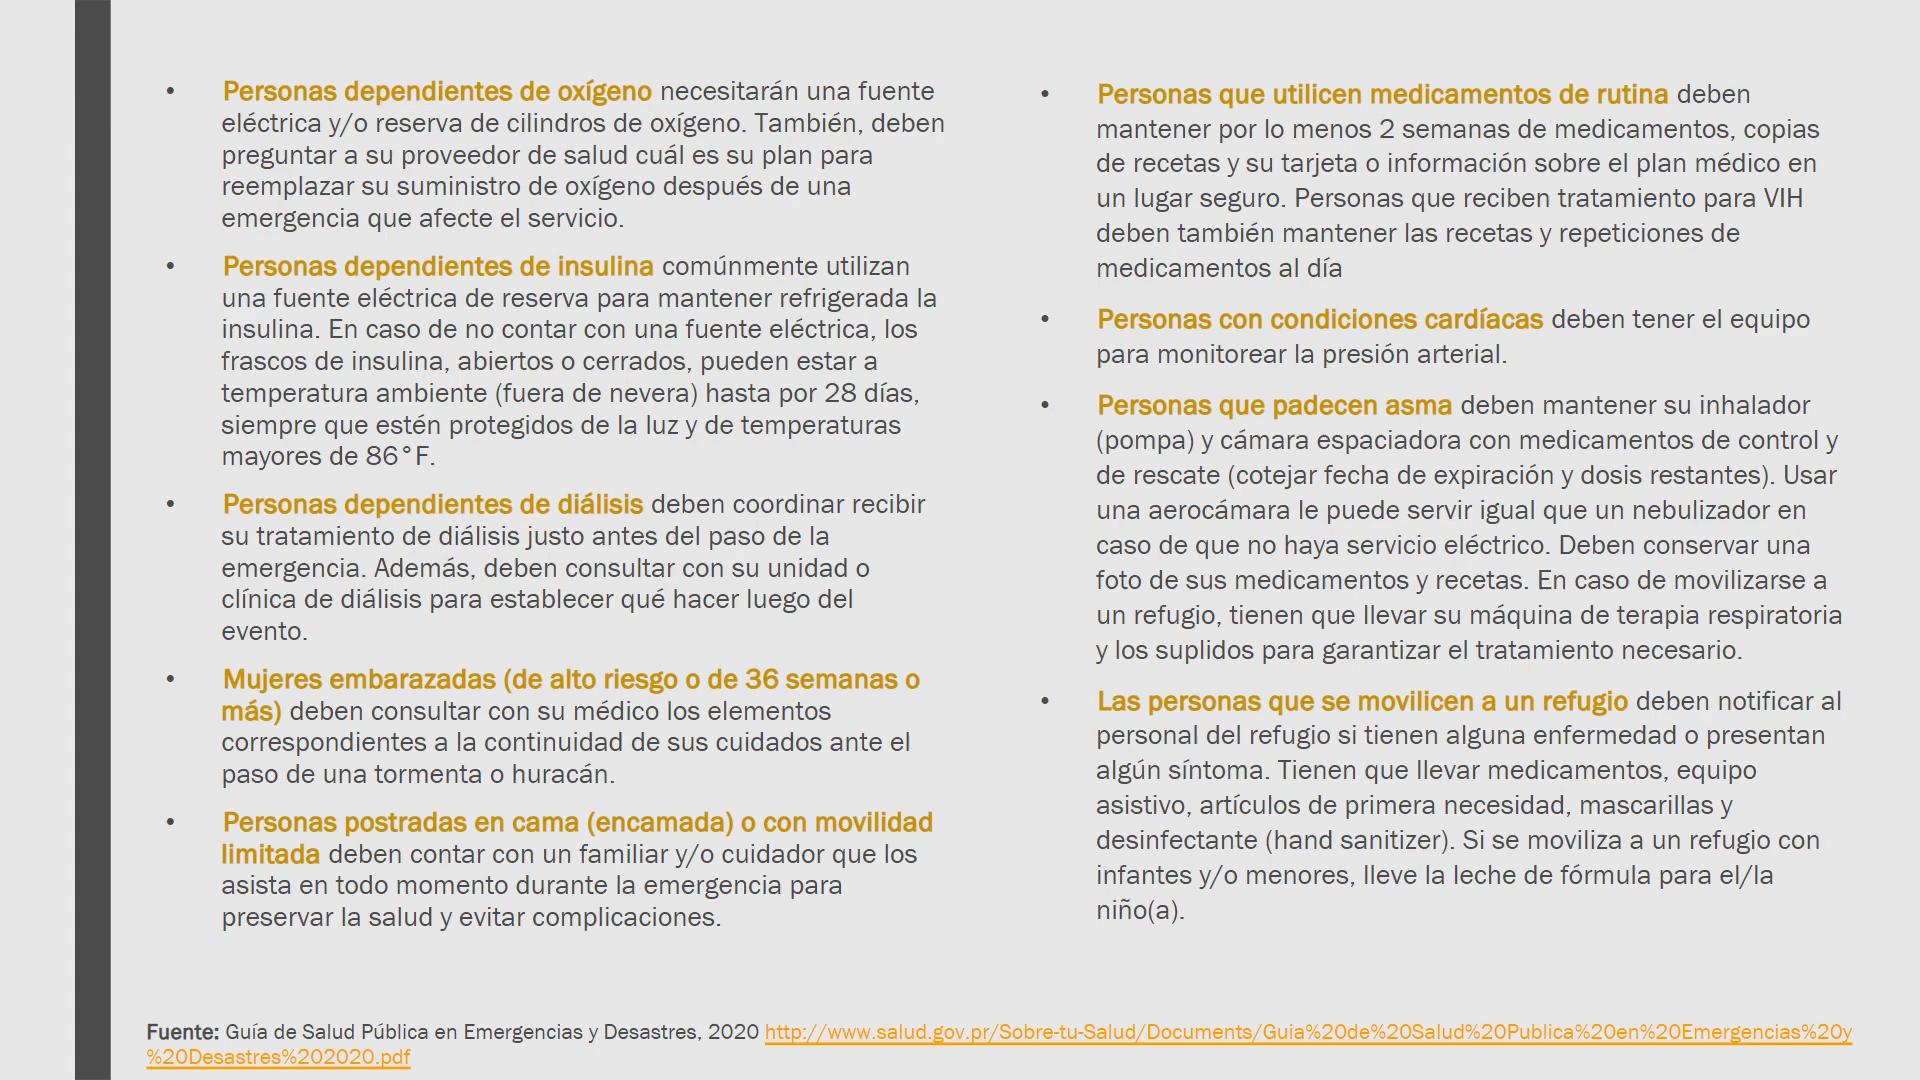 • Personas dependientes de oxígeno necesitarán una fuente
eléctrica y/o reserva de cilindros de oxígeno. También, deben
preguntar a su proveedor de salud cuál es su plan para
reemplazar su suministro de oxígeno después de una
emergencia que afecte el servicio.
• Personas dependientes de insulina comúnmente utilizan
una fuente eléctrica de reserva para mantener refrigerada la
insulina. En caso de no contar con una fuente eléctrica, los
frascos de insulina, abiertos o cerrados, pueden estar a
temperatura ambiente (fuera de nevera) hasta por 28 días,
siempre que estén protegidos de la luz y de temperaturas
mayores de 86°F.
• Personas dependientes de diálisis deben coordinar recibir
su tratamiento de diálisis justo antes del paso de la
emergencia. Además, deben consultar con su unidad o
clínica de diálisis para establecer qué hacer luego del
evento.
• Mujeres embarazadas (de alto riesgo o de 36 semanas o
más) deben consultar con su médico los elementos
correspondientes a la continuidad de sus cuidados ante el
paso de una tormenta o huracán.
• Personas postradas en cama (encamada) o con movilidad
limitada deben contar con un familiar y/o cuidador que los
asista en todo momento durante la emergencia para
preservar la salud y evitar complicaciones.
• Personas que utilicen medicamentos de rutina deben
mantener por lo menos 2 semanas de medicamentos, copias
de recetas y su tarjeta o información sobre el plan médico en
un lugar seguro. Personas que reciben tratamiento para VIH
deben también mantener las recetas y repeticiones de
medicamentos al día
• Personas con condiciones cardíacas deben tener el equipo
para monitorear la presión arterial.
• Personas que padecen asma deben mantener su inhalador
(pompa) y cámara espaciadora con medicamentos de control y
de rescate (cotejar fecha de expiración y dosis restantes). Usar
una aerocámara le puede servir igual que un nebulizador en
caso de que no haya servicio eléctrico. Deben conservar una
foto de sus medicamentos y recetas. En caso de movilizarse a
un refugio, tienen que llevar su máquina de terapia respiratoria
y los suplidos para garantizar el tratamiento necesario.
• Las personas que se movilicen a un refugio deben notificar al
personal del refugio si tienen alguna enfermedad o presentan
algún síntoma. Tienen que llevar medicamentos, equipo
asistivo, artículos de primera necesidad, mascarillas y
desinfectante (hand sanitizer). Si se moviliza a un refugio con
infantes y/o menores, lleve la leche de fórmula para el/la
niño(a).
Fuente: Guía de Salud Pública en Emergencias y Desastres, 2020 http://www.salud.gov.pr/Sobre-tu-Salud/Documents/Guia%20de%20Salud%20Publica%20en%20Emergencias%20y
%20Desastres%202020.pdf